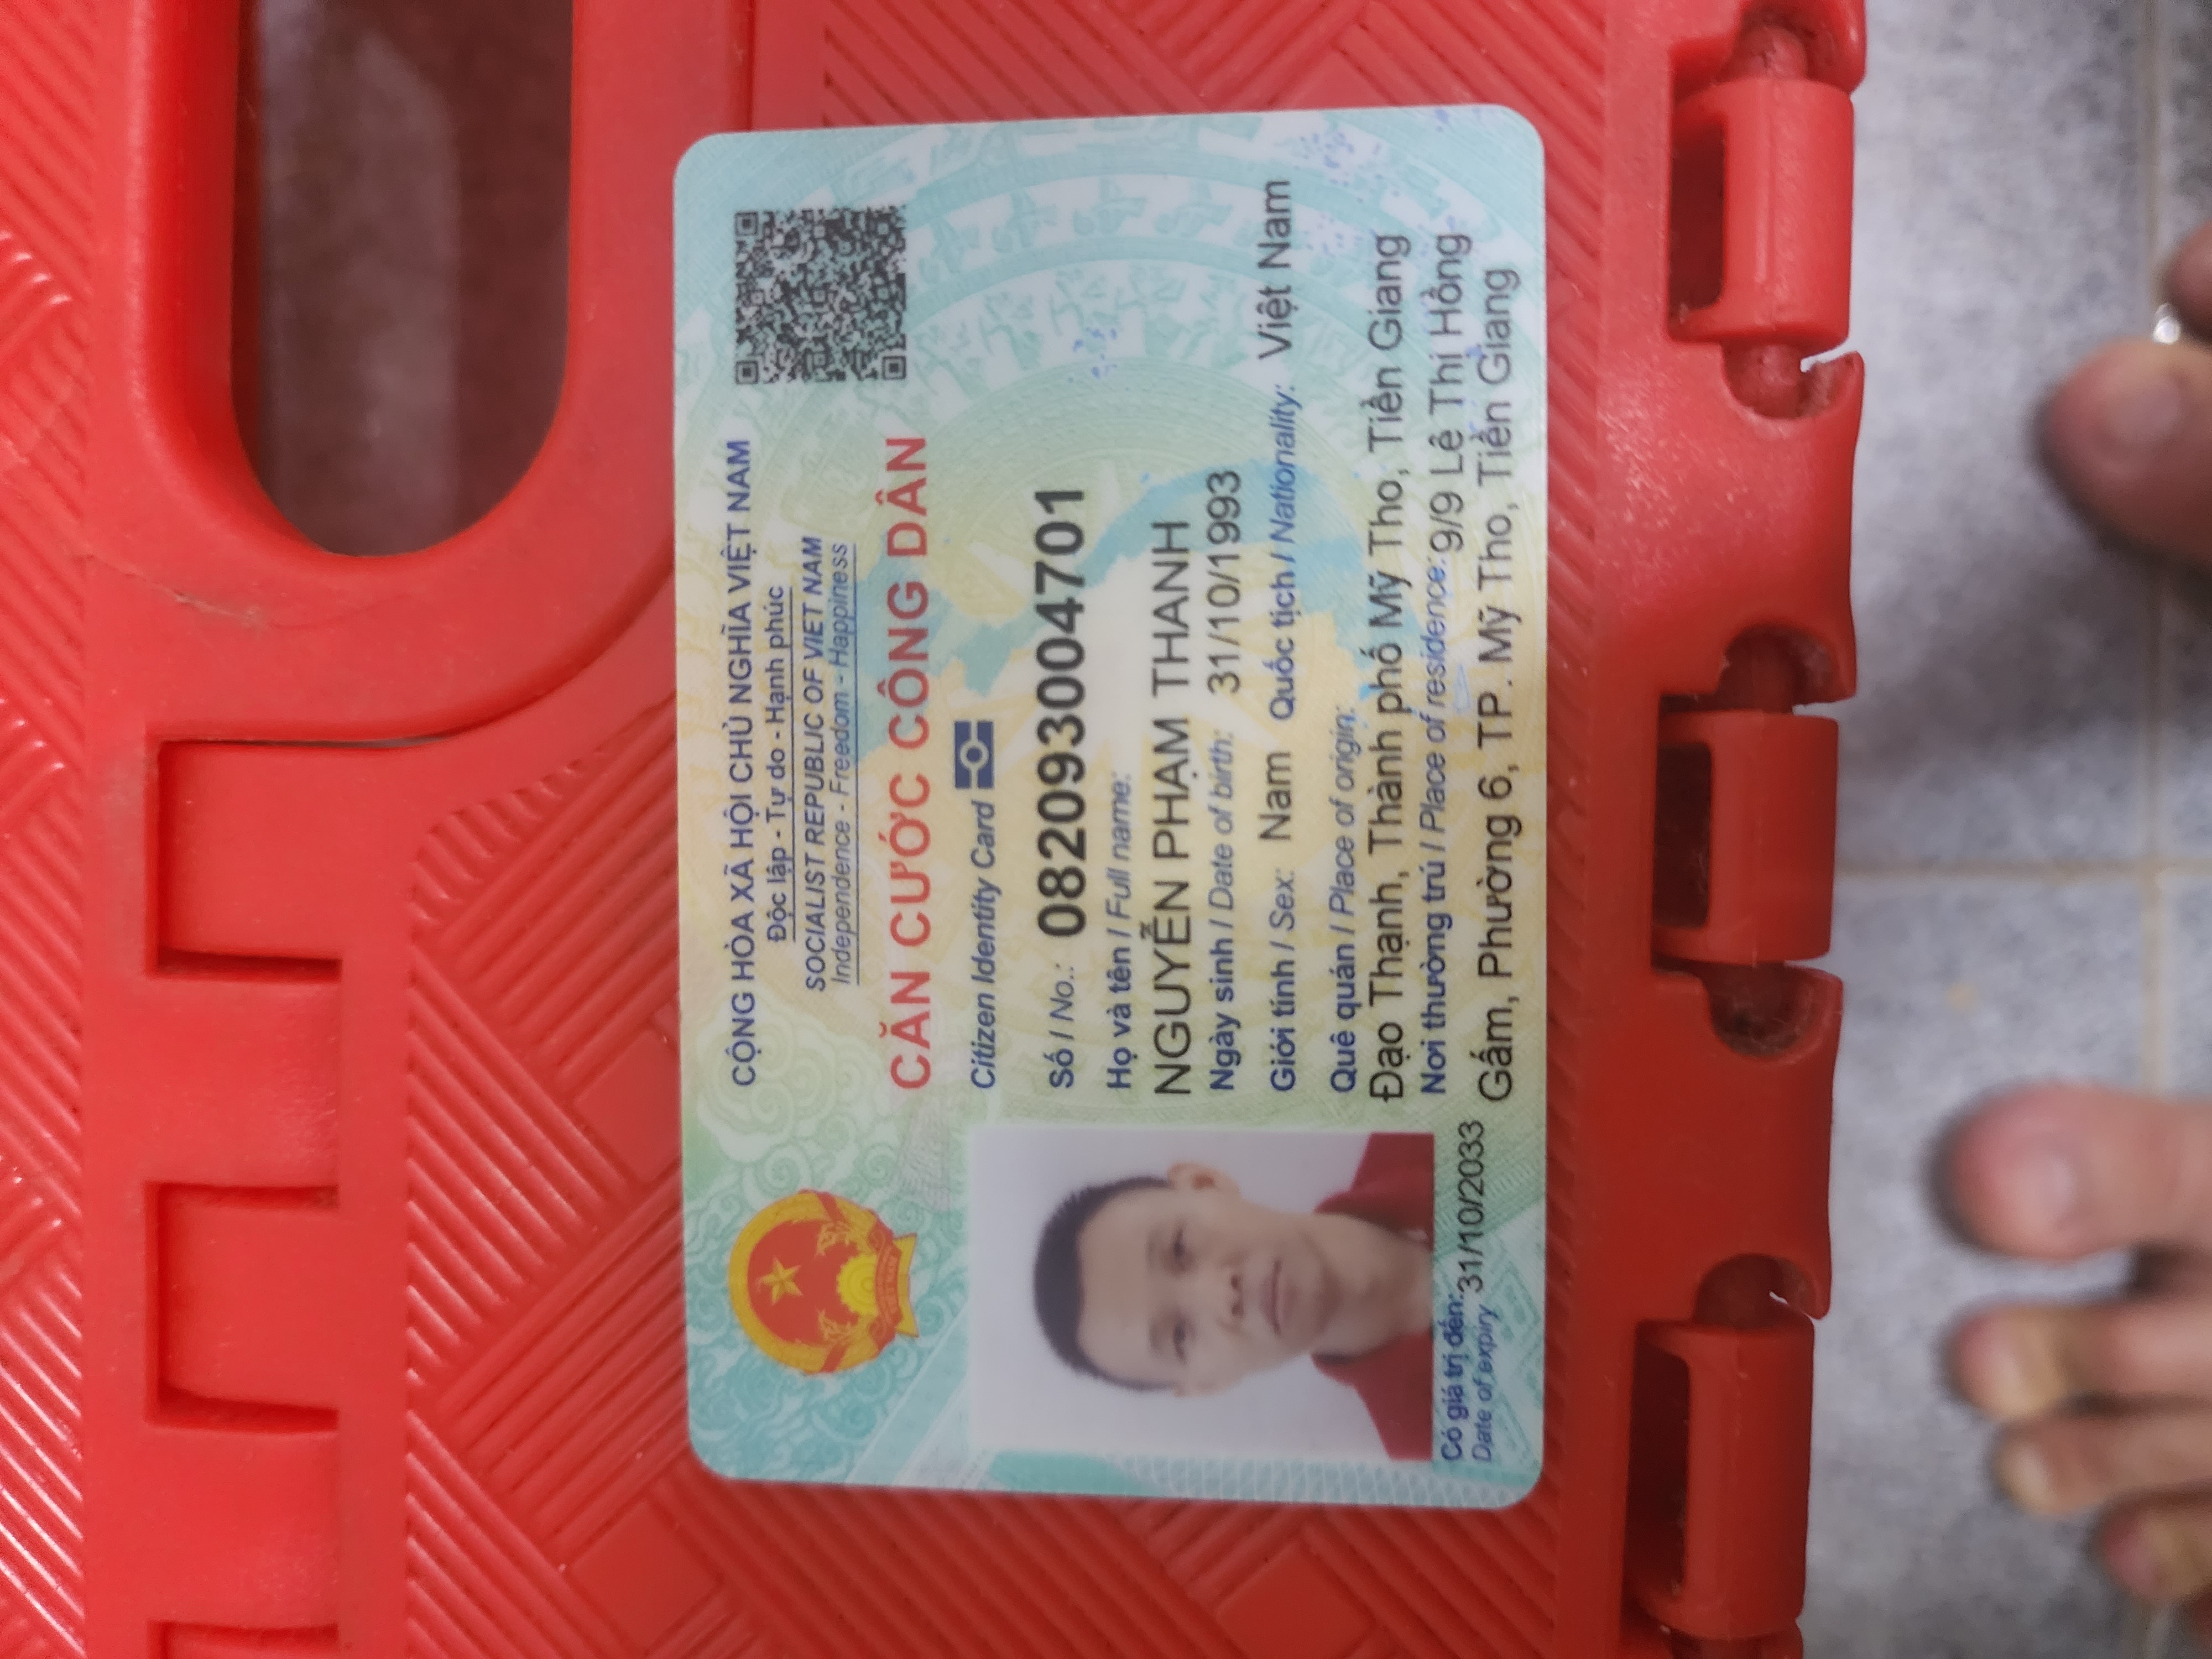 CỘNG HÒA XÃ HỘI CHỦ NGHĨA VIỆT NAM
Độc lập - Tự do - Hạnh phúc
SOCIALIST REPUBLIC OF VIET NAM
Independence - Freedom - Happiness
CĂN CƯỚC CÔNG DÂN
Citizen Identity Card
Số / No.: 082093004701
Họ và tên / Full name:
NGUYỄN PHẠM THANH
Ngày sinh / Date of birth: 31/10/1993
Giới tính / Sex: Nam Quốc tịch / Nationality: Việt Nam
Quê quán / Place of origin:
Đạo Thạnh, Thành phố Mỹ Tho, Tiền Giang
Nơi thường trú / Place of residence: 9/9 Lê Thị Hồng
Gấm, Phường 6, TP. Mỹ Tho, Tiền Giang
Có giá trị đến: 31/10/2033
Date of expiry